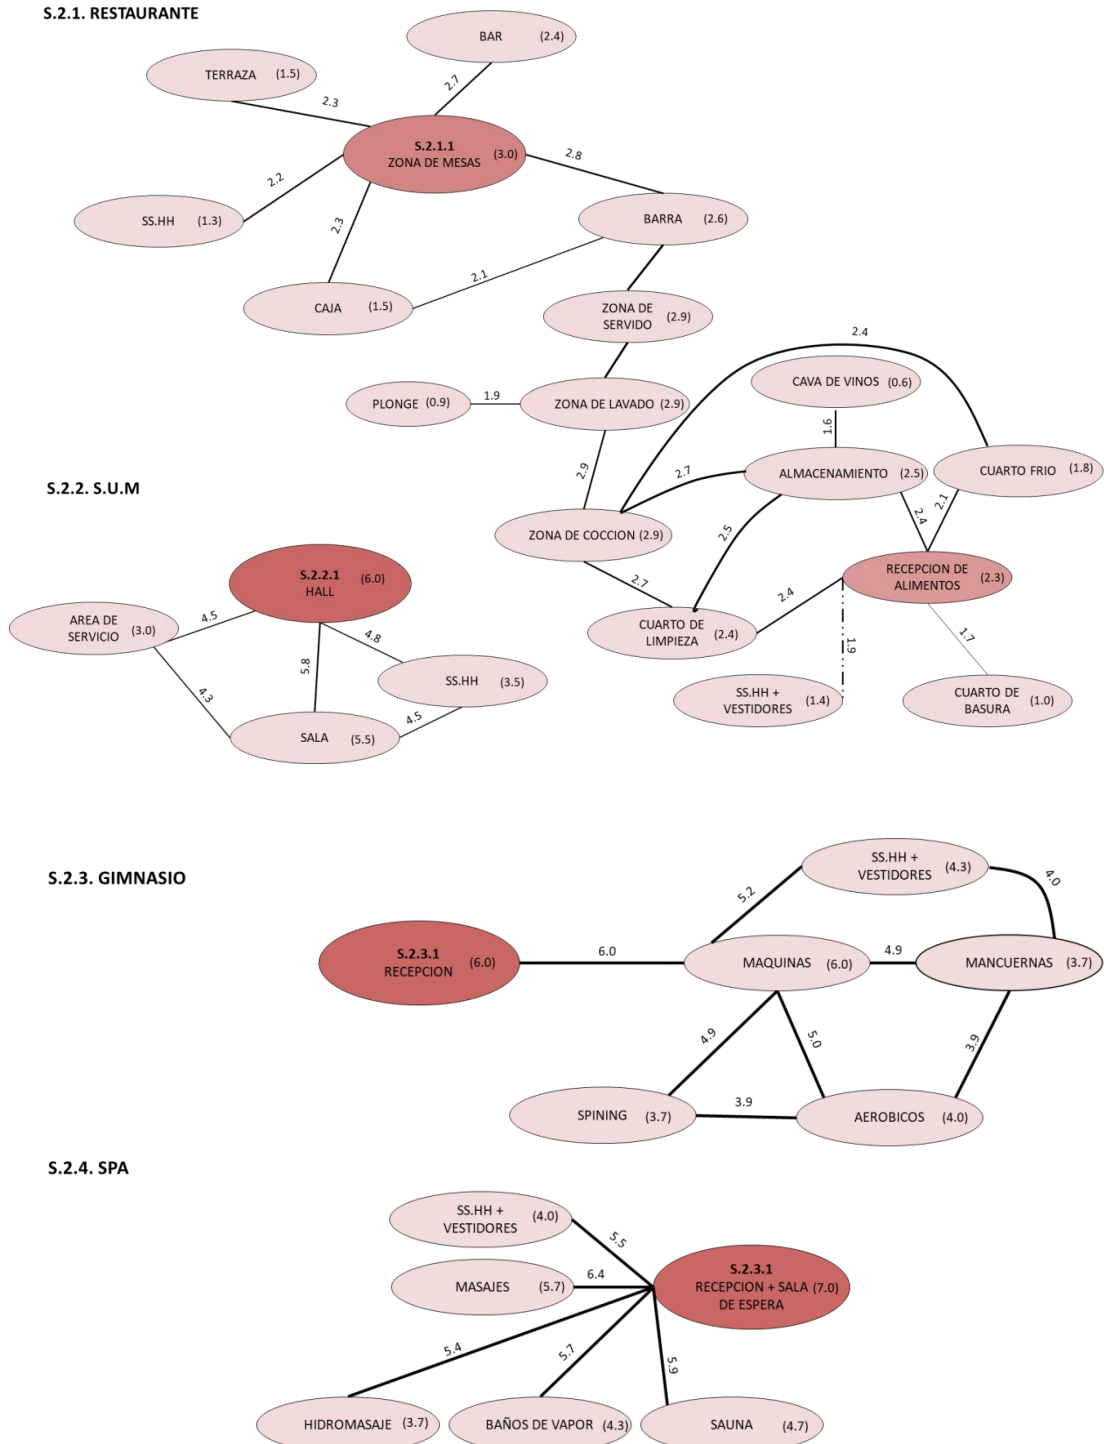 S.2.1. RESTAURANTE
BAR (2.4)
TERRAZA (1.5)
2.7
2.3
S.2.1.1
ZONA DE MESAS (3.0)
2.8
2.2
SS.HH (1.3)
BARRA (2.6)
2.3
2.1
CAJA (1.5)
ZONA DE
SERVIDO (2.9)
2.4
CAVA DE VINOS (0.6)
PLONGE (0.9)
1.9
ZONA DE LAVADO (2.9)
1.6
2.9
2.7
ALMACENAMIENTO (2.5)
CUARTO FRIO (1.8)
S.2.2. S.U.M
2.4
2.1
ZONA DE COCCION (2.9)
2.5
S.2.2.1
HALL (6.0)
2.7
2.4
RECEPCION DE
ALIMENTOS (2.3)
AREA DE
SERVICIO (3.0)
4.5
4.8
CUARTO DE
LIMPIEZA (2.4)
1.9
1.7
5.8
SS.HH (3.5)
4.3
SS.HH +
VESTIDORES (1.4)
CUARTO DE
BASURA (1.0)
4.5
SALA (5.5)
S.2.3. GIMNASIO
SS.HH +
VESTIDORES (4.3)
4.0
5.2
S.2.3.1
RECEPCION (6.0)
6.0
MAQUINAS (6.0)
4.9
MANCUERNAS (3.7)
4.9
5.0
3.9
SPINING (3.7)
3.9
AEROBICOS (4.0)
S.2.4. SPA
SS.HH +
VESTIDORES (4.0)
5.5
MASAJES (5.7)
6.4
S.2.3.1
RECEPCION + SALA (7.0)
DE ESPERA
5.4
5.7
5.9
HIDROMASAJE (3.7)
BAÑOS DE VAPOR (4.3)
SAUNA (4.7)